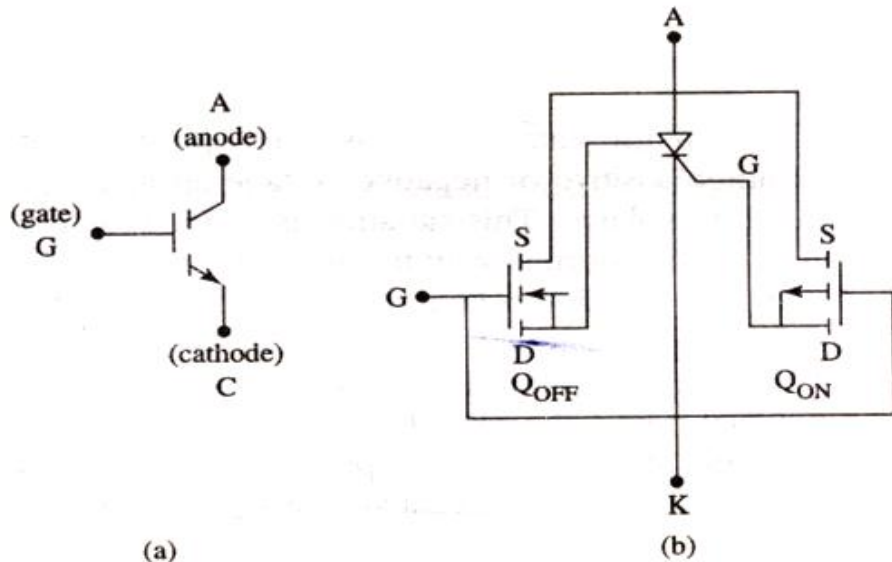 A
(anode)
(gate)
G
(cathode)
C
(a)
A
G
S
S
G
D
D
Q_OFF
Q_ON
K
(b)